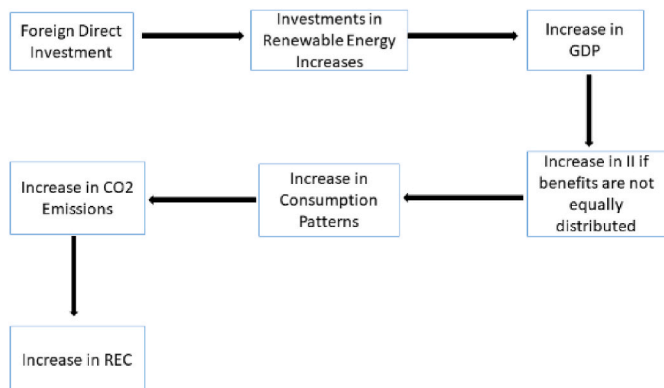 Foreign Direct
Investment
Investments in
Renewable Energy
Increases
Increase in
GDP
Increase in II if
benefits are not
equally
distributed
Increase in
Consumption
Patterns
Increase in CO2
Emissions
Increase in REC